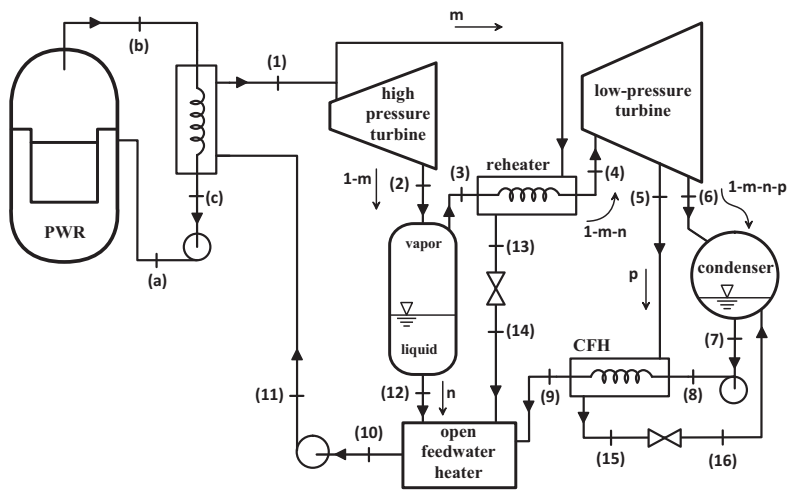 m
(b)
(1)
low-pressure
turbine
high
pressure
turbine
reheater
(c)
1-m
(2)
(3)
(4)
(5)
(6)
1-m-n-p
1-m-n
PWR
vapor
(13)
condenser
(a)
p
liquid
(14)
CFH
(7)
(11)
(12)
n
(9)
(8)
(10)
open
feedwater
heater
(15)
(16)